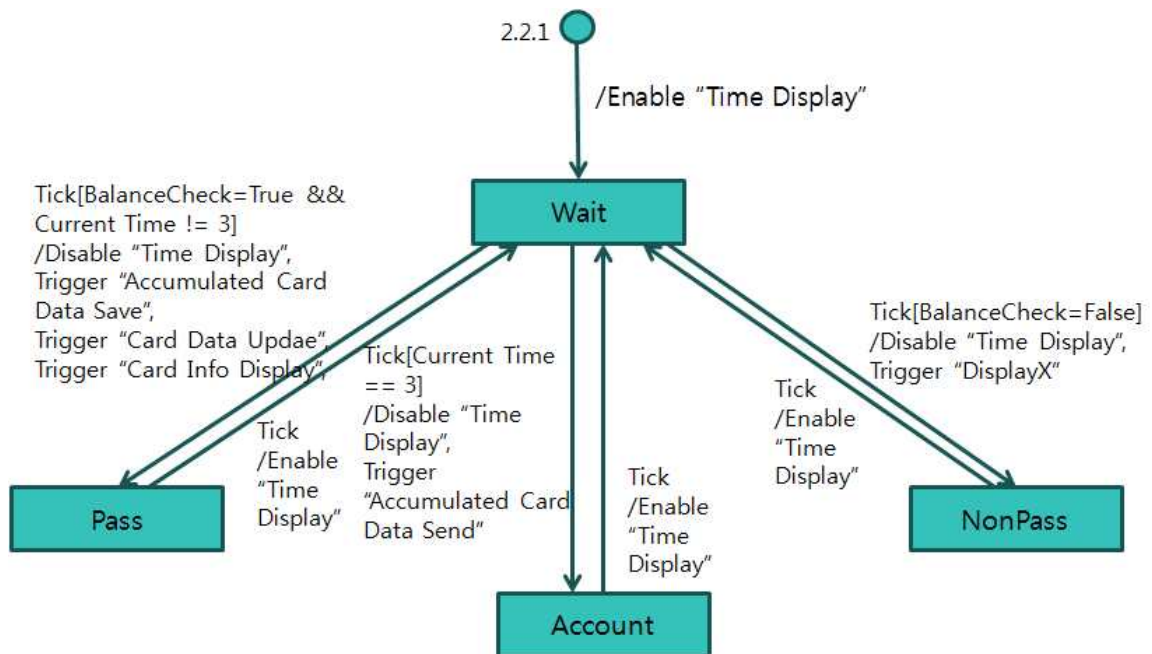 2.2.1
/Enable “Time Display”
Wait
Tick[BalanceCheck=True &&
Current Time != 3]
/Disable “Time Display”,
Trigger “Accumulated Card
Data Save”,
Trigger “Card Data Updae”,
Trigger “Card Info Display”,
Tick
/Enable
“Time
Display”
Tick[Current Time
== 3]
/Disable “Time
Display”,
Trigger
“Accumulated Card
Data Send”
Tick
/Enable
“Time
Display”
Tick
/Enable
“Time
Display”
Tick[BalanceCheck=False]
/Disable “Time Display”,
Trigger “DisplayX”
Pass
Account
NonPass